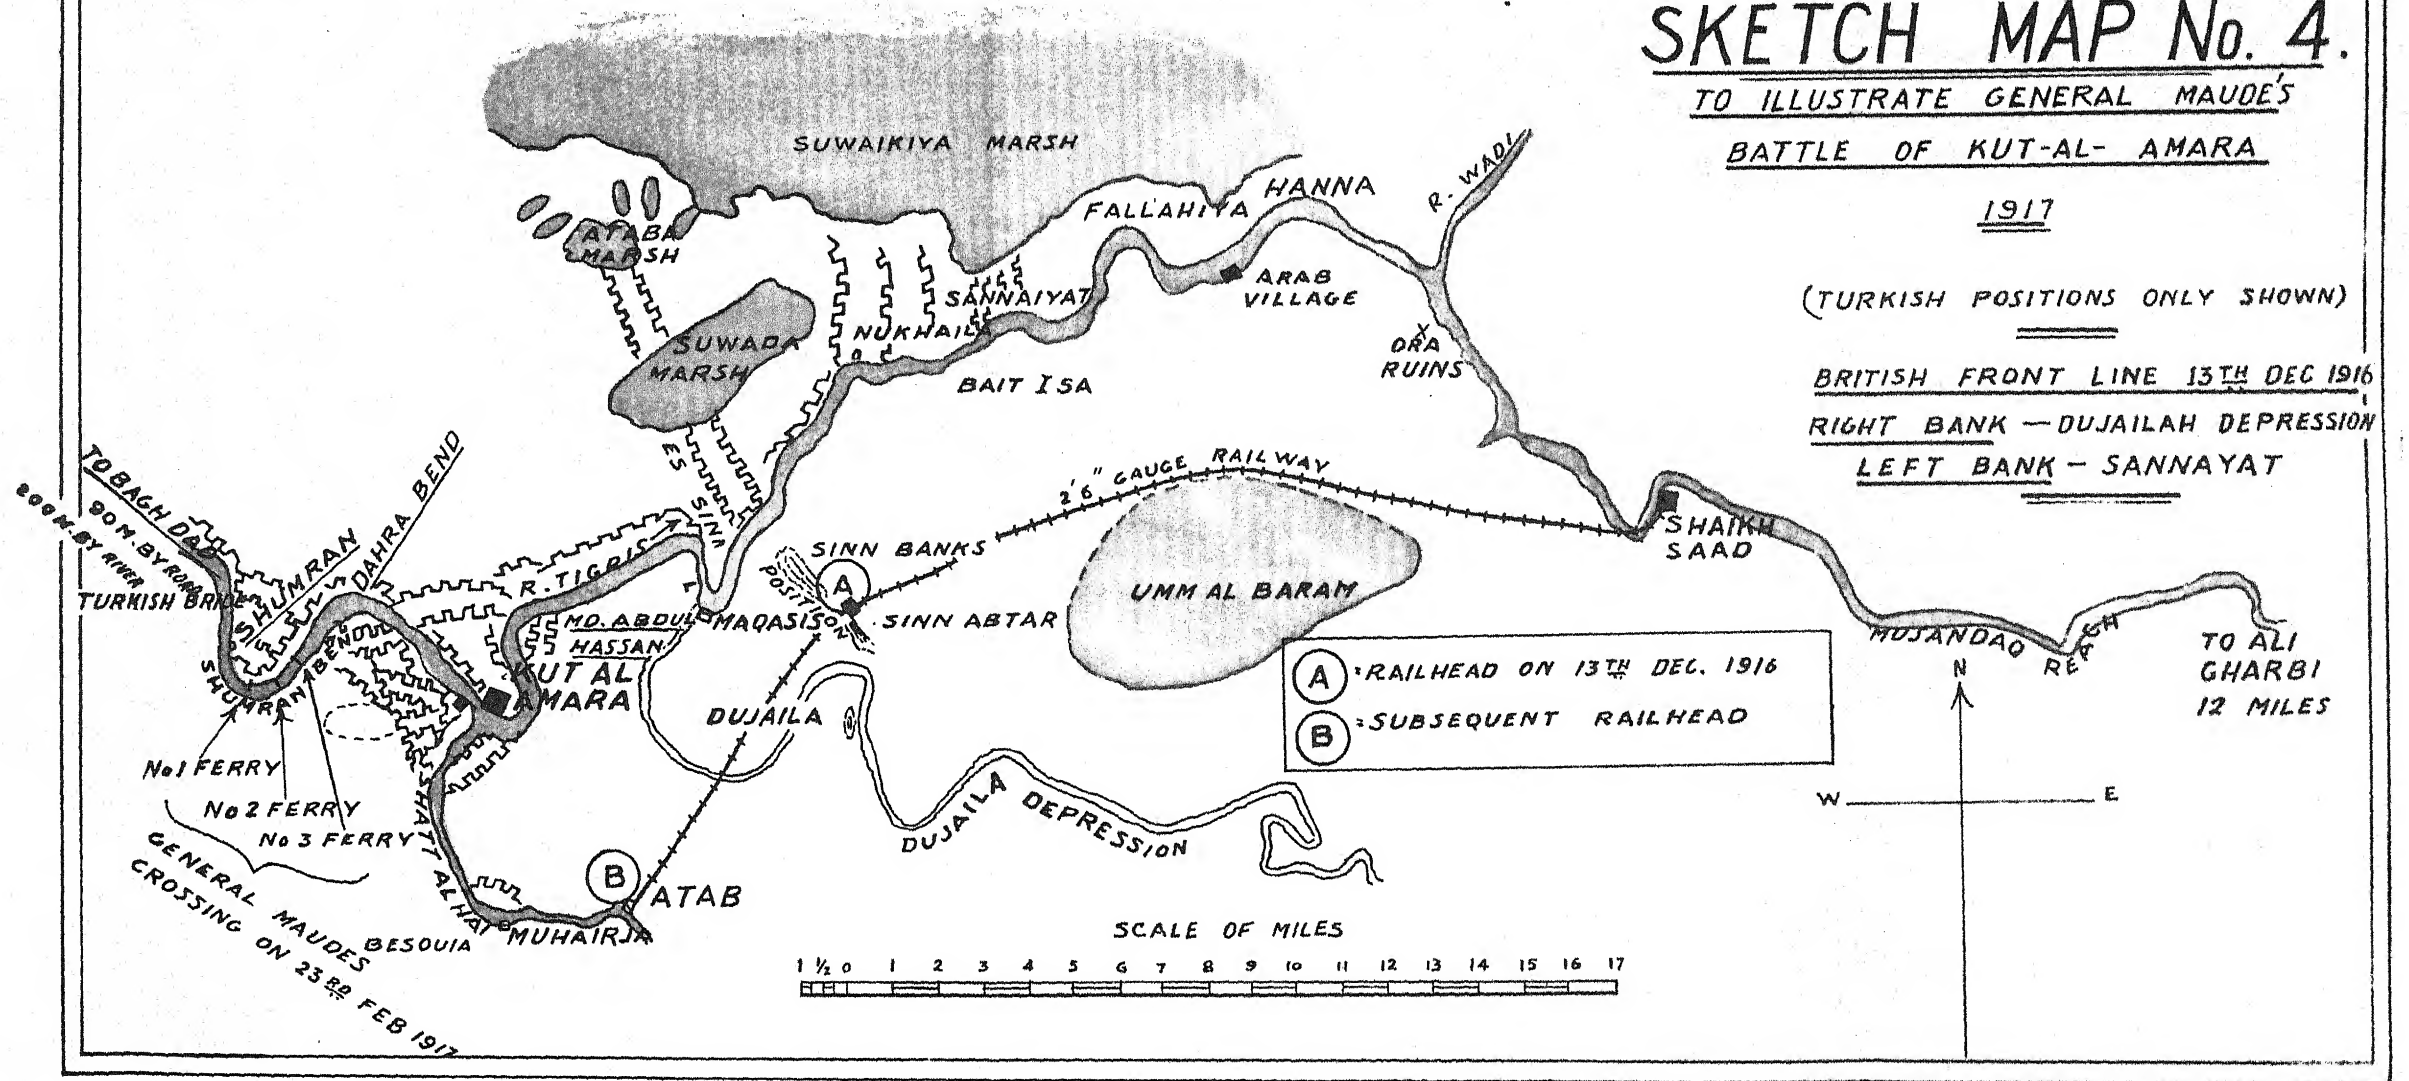 SKETCH MAP No. 4.
TO ILLUSTRATE GENERAL MAUDE'S
BATTLE OF KUT-AL- AMARA
1917
(TURKISH POSITIONS ONLY SHOWN)
BRITISH FRONT LINE 13TH DEC 1916
RIGHT BANK — DUJAILAH DEPRESSION
LEFT BANK — SANNAYAT
SUWAIKIYA MARSH
HANNA
FALLAHIYA
R. WADI
ATABA
MARSH
ARAB
VILLAGE
SANNAIYAT
NUKHAILA
SUWADA
MARSH
ORA
RUINS
BAIT ISA
ES SINN
POSITION
2'6" GAUGE RAILWAY
TO BAGHDAD
90 M. BY ROAD
200 M. BY RIVER
TURKISH BRIDGE
SHUMRAN
DAHRA BEND
R. TIGRIS
SINN BANKS
A
SINN ABTAR
SHAIKH
SAAD
UMM AL BARAM
MD. ABDUL
HASSAN
MAQASIS
KUT AL
AMARA
SHUMRAN BEND
MUSANDAQ REACH
TO ALI
GHARBI
12 MILES
N
W
E
A = RAILHEAD ON 13TH DEC. 1916
B = SUBSEQUENT RAILHEAD
DUJAILA
DUJAILA DEPRESSION
No 1 FERRY
No 2 FERRY
No 3 FERRY
GENERAL MAUDES
CROSSING ON 23RD FEB 1917
SHATT AL HAI
B
ATAB
BESOUIA
MUHAIRJA
SCALE OF MILES
1 ½ 0 1 2 3 4 5 6 7 8 9 10 11 12 13 14 15 16 17